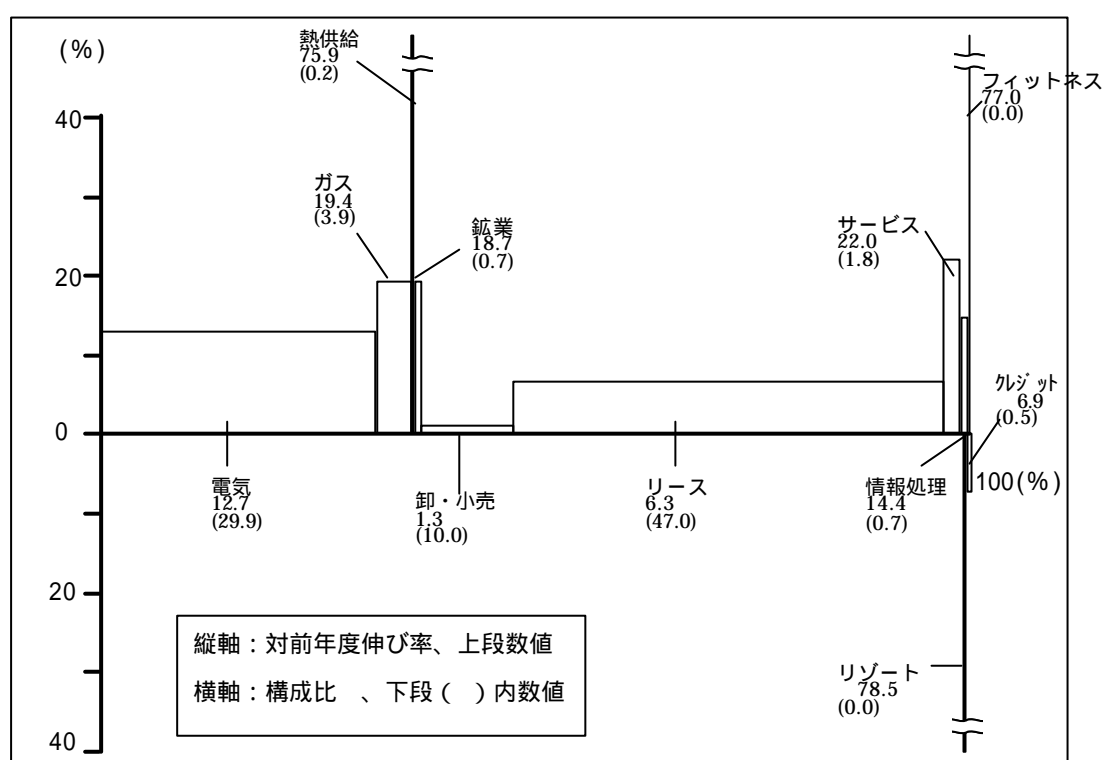 (%)
熱供給
75.9
(0.2)
フィットネス
77.0
(0.0)
40
ガス
19.4
(3.9)
鉱業
18.7
(0.7)
サービス
22.0
(1.8)
20
クレジット
6.9
(0.5)
0
電気
12.7
(29.9)
卸・小売
1.3
(10.0)
リース
6.3
(47.0)
情報処理
14.4
(0.7)
100(%)
20
縦軸：対前年度伸び率、上段数値
横軸：構成比　、下段（　）内数値
リゾート
78.5
(0.0)
40